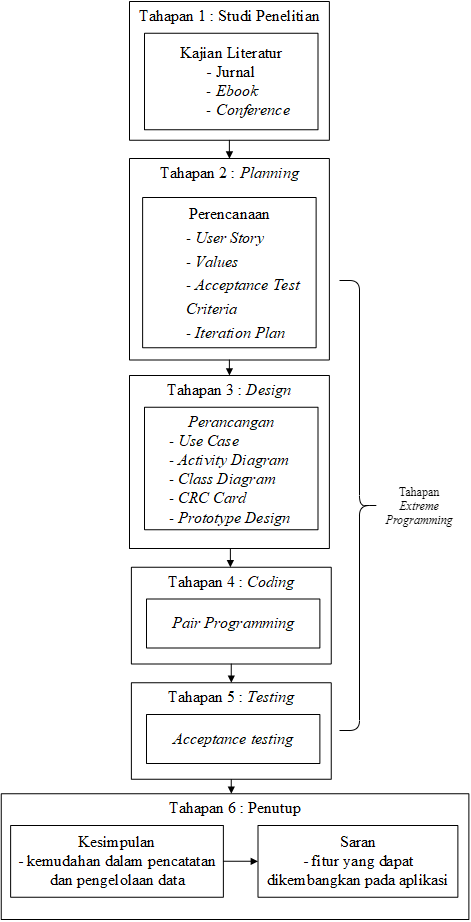 Tahapan 1 : Studi Penelitian
Kajian Literatur
- Jurnal
- Ebook
- Conference
Tahapan 2 : Planning
Perencanaan
- User Story
- Values
- Acceptance Test
Criteria
- Iteration Plan
Tahapan 3 : Design
Perancangan
- Use Case
- Activity Diagram
- Class Diagram
- CRC Card
- Prototype Design
Tahapan
Extreme
Programming
Tahapan 4 : Coding
Pair Programming
Tahapan 5 : Testing
Acceptance testing
Tahapan 6 : Penutup
Kesimpulan
- kemudahan dalam pencatatan
dan pengelolaan data
Saran
- fitur yang dapat
dikembangkan pada aplikasi